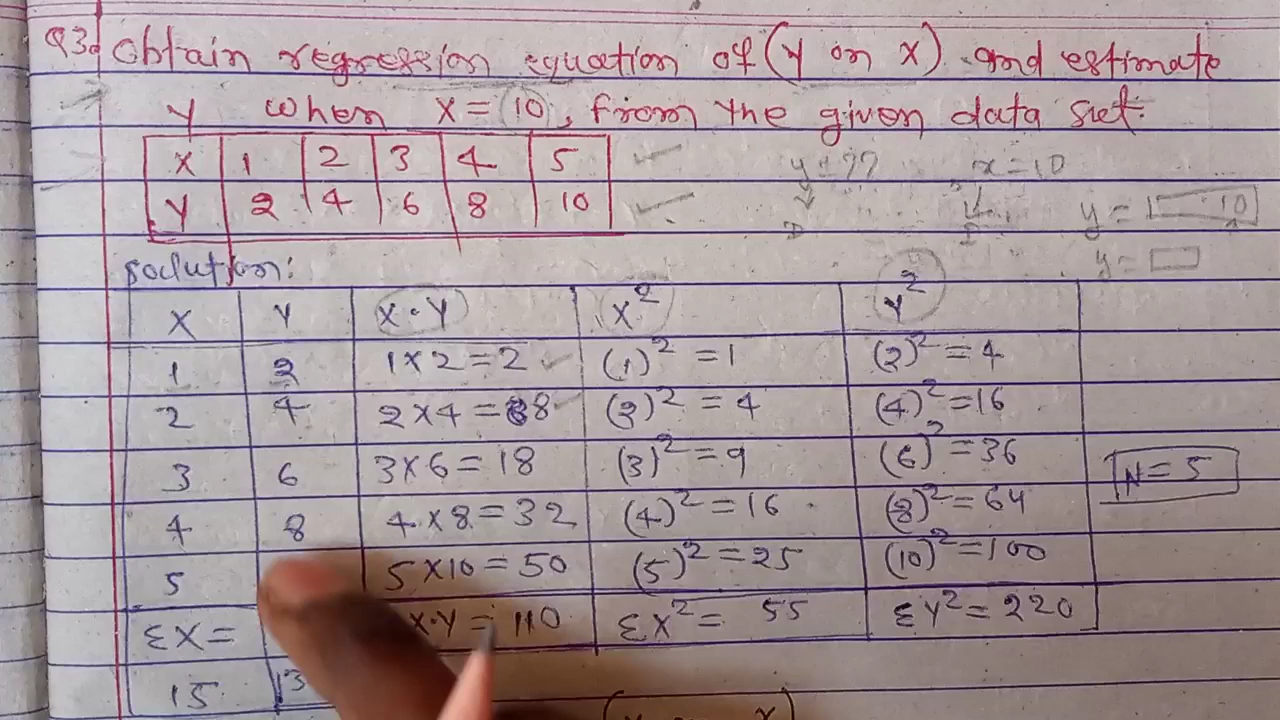 Q3. Obtain regression equation of (Y on X) and estimate
Y when X = 10, from the given data set.
X 1 2 3 4 5
Y 2 4 6 8 10
y = ?? x = 10
y = 10
y =
Solution:
X Y X·Y X² Y²
1 2 1×2=2 (1)²=1 (2)²=4
2 4 2×4=8 (2)²=4 (4)²=16
3 6 3×6=18 (3)²=9 (6)²=36
4 8 4×8=32 (4)²=16 (8)²=64
5 5×10=50 (5)²=25 (10)²=100
N=5
ΣX= X·Y=110 ΣX²= 55 ΣY²=220
15